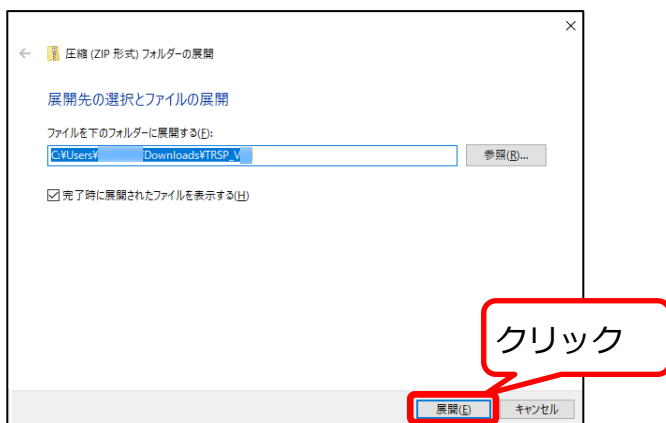 圧縮 (ZIP 形式) フォルダーの展開
展開先の選択とファイルの展開
ファイルを下のフォルダーに展開する(F):
C:¥Users¥ Downloads¥TRSP_V
参照(R)...
完了時に展開されたファイルを表示する(H)
クリック
展開(E)
キャンセル